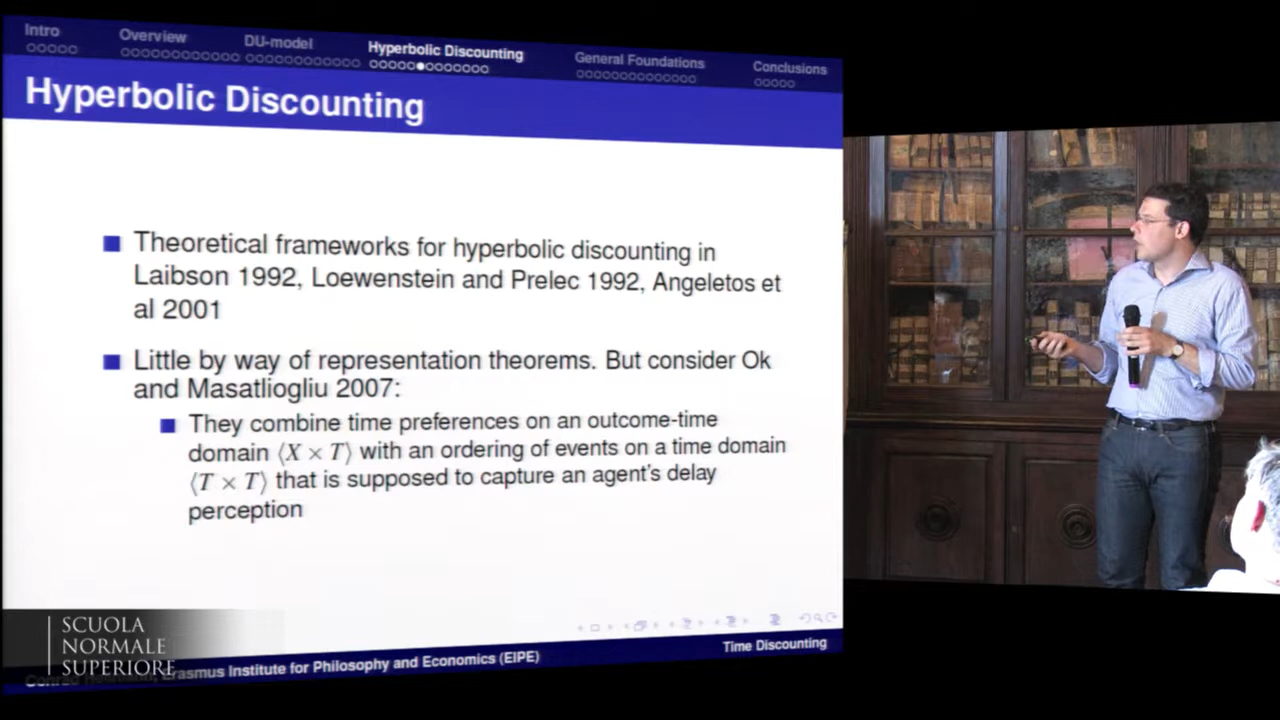 Intro Overview DU-model Hyperbolic Discounting General Foundations Conclusions
Hyperbolic Discounting
Theoretical frameworks for hyperbolic discounting in
Laibson 1992, Loewenstein and Prelec 1992, Angeletos et
al 2001
Little by way of representation theorems. But consider Ok
and Masatliogliu 2007:
They combine time preferences on an outcome-time
domain ⟨X × T⟩ with an ordering of events on a time domain
⟨T × T⟩ that is supposed to capture an agent's delay
perception
SCUOLA
NORMALE
SUPERIORE
Erasmus Institute for Philosophy and Economics (EIPE) Time Discounting